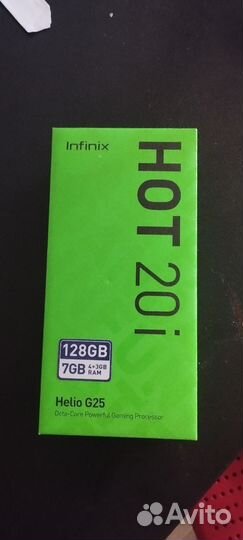 Infinix
HOT 20i
128GB
7GB 4+3GB RAM
Helio G25
Octa-Core Powerful Gaming Processor
Avito